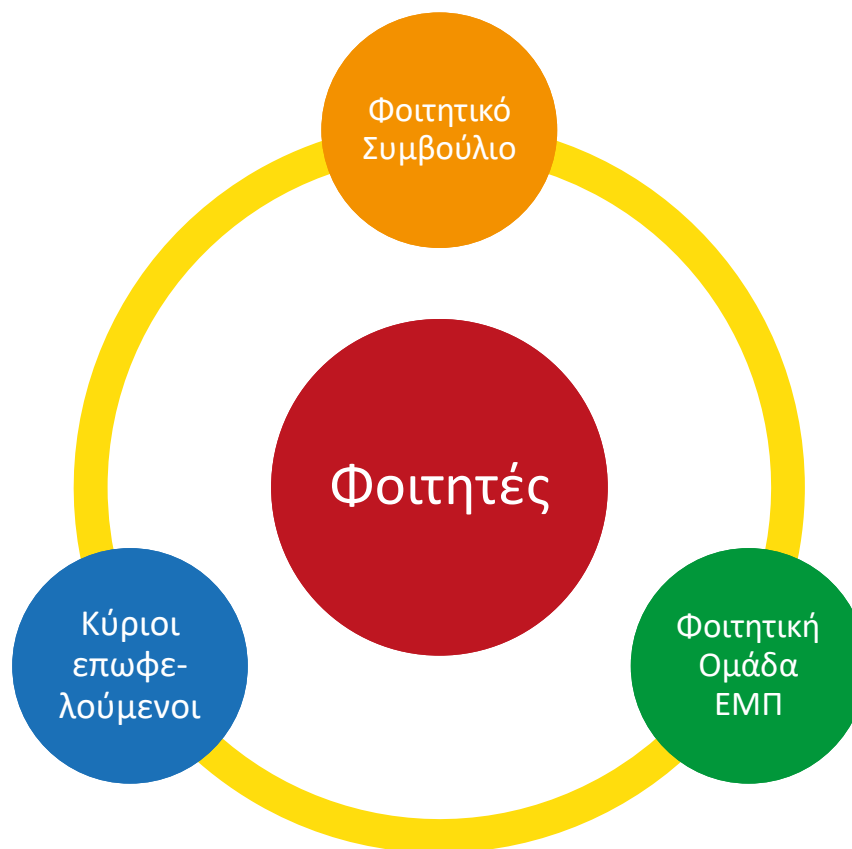 Φοιτητικό
Συμβούλιο
Φοιτητές
Κύριοι
επωφε-
λούμενοι
Φοιτητική
Ομάδα
ΕΜΠ